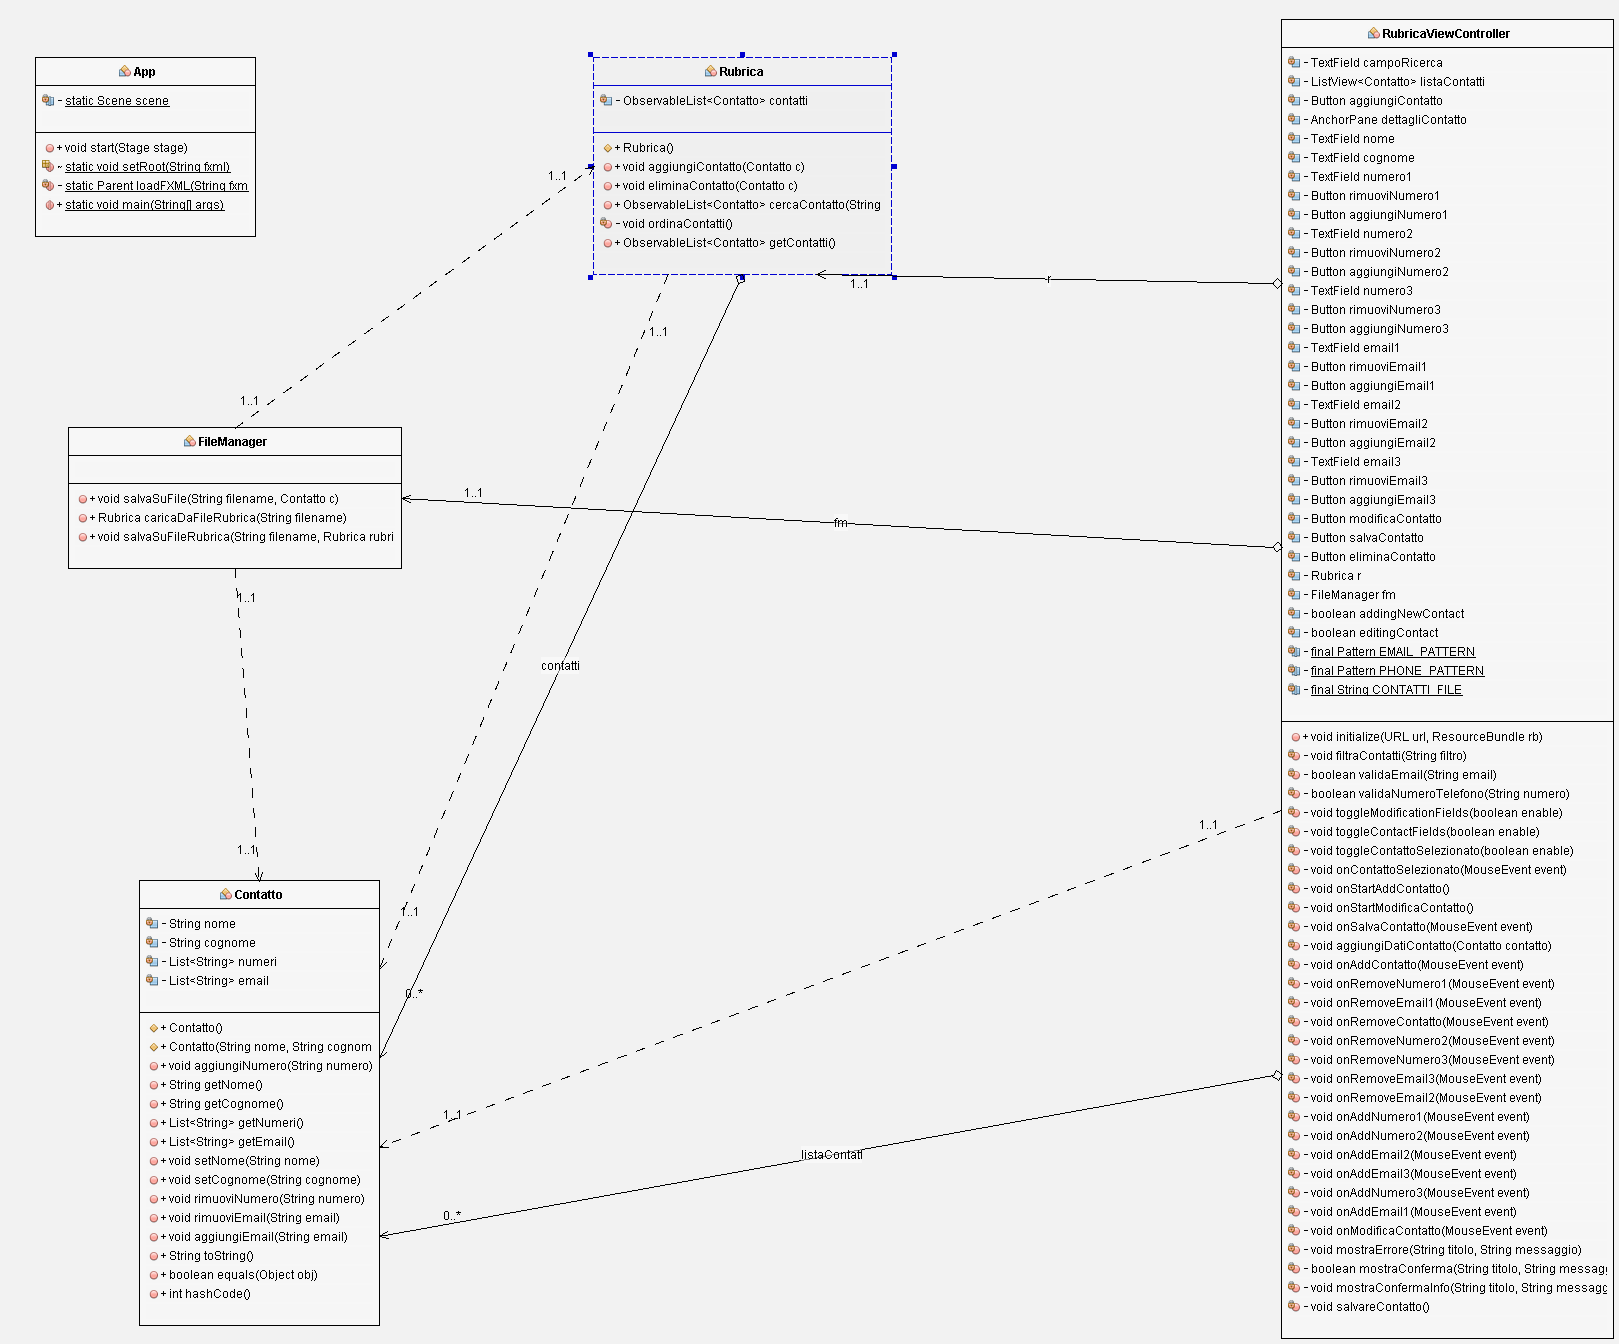 App
- static Scene scene
+ void start(Stage stage)
~ static void setRoot(String fxml)
- static Parent loadFXML(String fxm
+ static void main(String[] args)
Rubrica
- ObservableList<Contatto> contatti
+ Rubrica()
+ void aggiungiContatto(Contatto c)
+ void eliminaContatto(Contatto c)
+ ObservableList<Contatto> cercaContatto(String
- void ordinaContatti()
+ ObservableList<Contatto> getContatti()
1..1
1..1
1..1
r
1..1
FileManager
+ void salvaSuFile(String filename, Contatto c)
+ Rubrica caricaDaFileRubrica(String filename)
+ void salvaSuFileRubrica(String filename, Rubrica rubri
1..1
fm
1..1
contatti
1..1
1..1
0..*
Contatto
- String nome
- String cognome
- List<String> numeri
- List<String> email
+ Contatto()
+ Contatto(String nome, String cognom
+ void aggiungiNumero(String numero)
+ String getNome()
+ String getCognome()
+ List<String> getNumeri()
+ List<String> getEmail()
+ void setNome(String nome)
+ void setCognome(String cognome)
+ void rimuoviNumero(String numero)
+ void rimuoviEmail(String email)
+ void aggiungiEmail(String email)
+ String toString()
+ boolean equals(Object obj)
+ int hashCode()
1..1
1..1
listaContatti
0..*
RubricaViewController
- TextField campoRicerca
- ListView<Contatto> listaContatti
- Button aggiungiContatto
- AnchorPane dettagliContatto
- TextField nome
- TextField cognome
- TextField numero1
- Button rimuoviNumero1
- Button aggiungiNumero1
- TextField numero2
- Button rimuoviNumero2
- Button aggiungiNumero2
- TextField numero3
- Button rimuoviNumero3
- Button aggiungiNumero3
- TextField email1
- Button rimuoviEmail1
- Button aggiungiEmail1
- TextField email2
- Button rimuoviEmail2
- Button aggiungiEmail2
- TextField email3
- Button rimuoviEmail3
- Button aggiungiEmail3
- Button modificaContatto
- Button salvaContatto
- Button eliminaContatto
- Rubrica r
- FileManager fm
- boolean addingNewContact
- boolean editingContact
- final Pattern EMAIL_PATTERN
- final Pattern PHONE_PATTERN
- final String CONTATTI_FILE
+ void initialize(URL url, ResourceBundle rb)
- void filtraContatti(String filtro)
- boolean validaEmail(String email)
- boolean validaNumeroTelefono(String numero)
- void toggleModificationFields(boolean enable)
- void toggleContactFields(boolean enable)
- void toggleContattoSelezionato(boolean enable)
- void onContattoSelezionato(MouseEvent event)
- void onStartAddContatto()
- void onStartModificaContatto()
- void onSalvaContatto(MouseEvent event)
- void aggiungiDatiContatto(Contatto contatto)
- void onAddContatto(MouseEvent event)
- void onRemoveNumero1(MouseEvent event)
- void onRemoveEmail1(MouseEvent event)
- void onRemoveContatto(MouseEvent event)
- void onRemoveNumero2(MouseEvent event)
- void onRemoveNumero3(MouseEvent event)
- void onRemoveEmail3(MouseEvent event)
- void onRemoveEmail2(MouseEvent event)
- void onAddNumero1(MouseEvent event)
- void onAddNumero2(MouseEvent event)
- void onAddEmail2(MouseEvent event)
- void onAddEmail3(MouseEvent event)
- void onAddNumero3(MouseEvent event)
- void onAddEmail1(MouseEvent event)
- void onModificaContatto(MouseEvent event)
- void mostraErrore(String titolo, String messaggio)
- boolean mostraConferma(String titolo, String messagg
- void mostraConfermaInfo(String titolo, String messagg
- void salvareContatto()